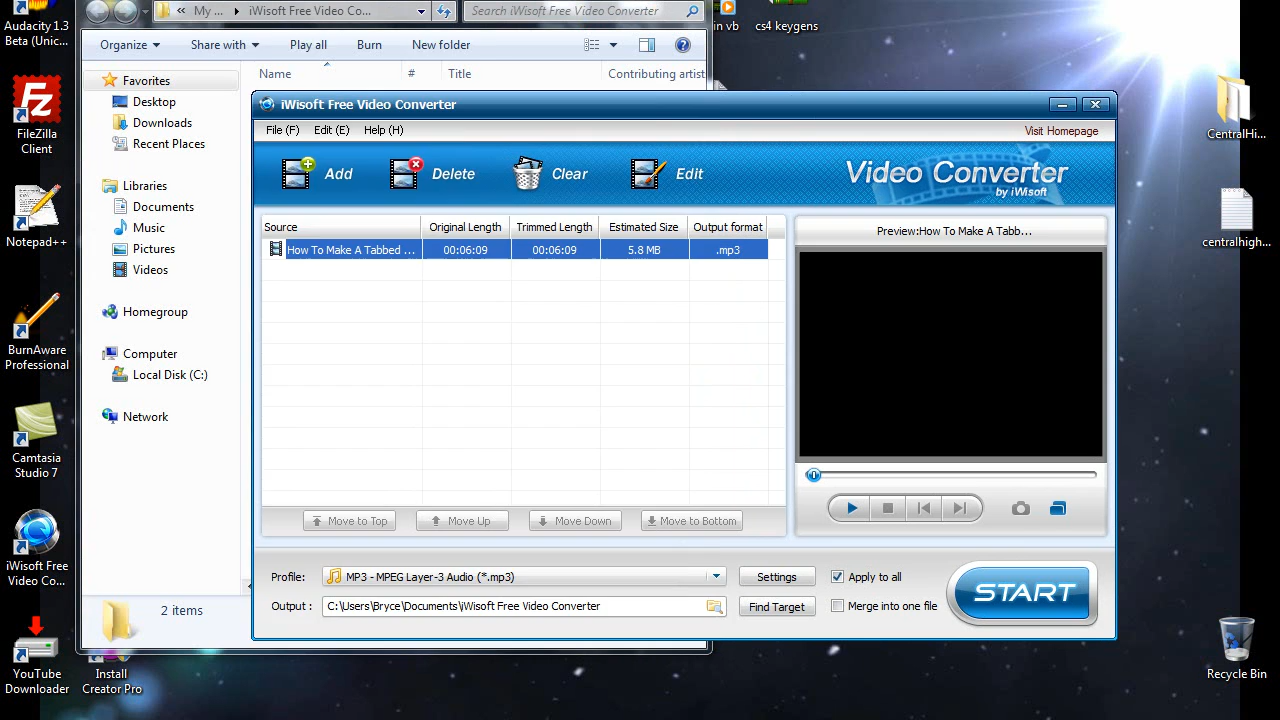 Audacity 1.3
Beta (Unic...
FileZilla
Client
Notepad++
BurnAware
Professional
Camtasia
Studio 7
iWisoft Free
Video Co...
YouTube
Downloader
Install
Creator Pro
« My ... iWisoft Free Video Co...
Search iWisoft Free Video Converter
Organize Share with Play all Burn New folder
Name # Title Contributing artist
Favorites
Desktop
Downloads
Recent Places
Libraries
Documents
Music
Pictures
Videos
Homegroup
Computer
Local Disk (C:)
Network
2 items
iWisoft Free Video Converter
File (F) Edit (E) Help (H) Visit Homepage
Add Delete Clear Edit
Video Converter
by iWisoft
Source Original Length Trimmed Length Estimated Size Output format
How To Make A Tabbed ... 00:06:09 00:06:09 5.8 MB .mp3
Preview:How To Make A Tabb...
Move to Top Move Up Move Down Move to Bottom
Profile: MP3 - MPEG Layer-3 Audio (*.mp3) Settings Apply to all
Output : C:\Users\Bryce\Documents\iWisoft Free Video Converter Find Target Merge into one file
START
in vb
cs4 keygens
CentralHi...
centralhigh...
Recycle Bin